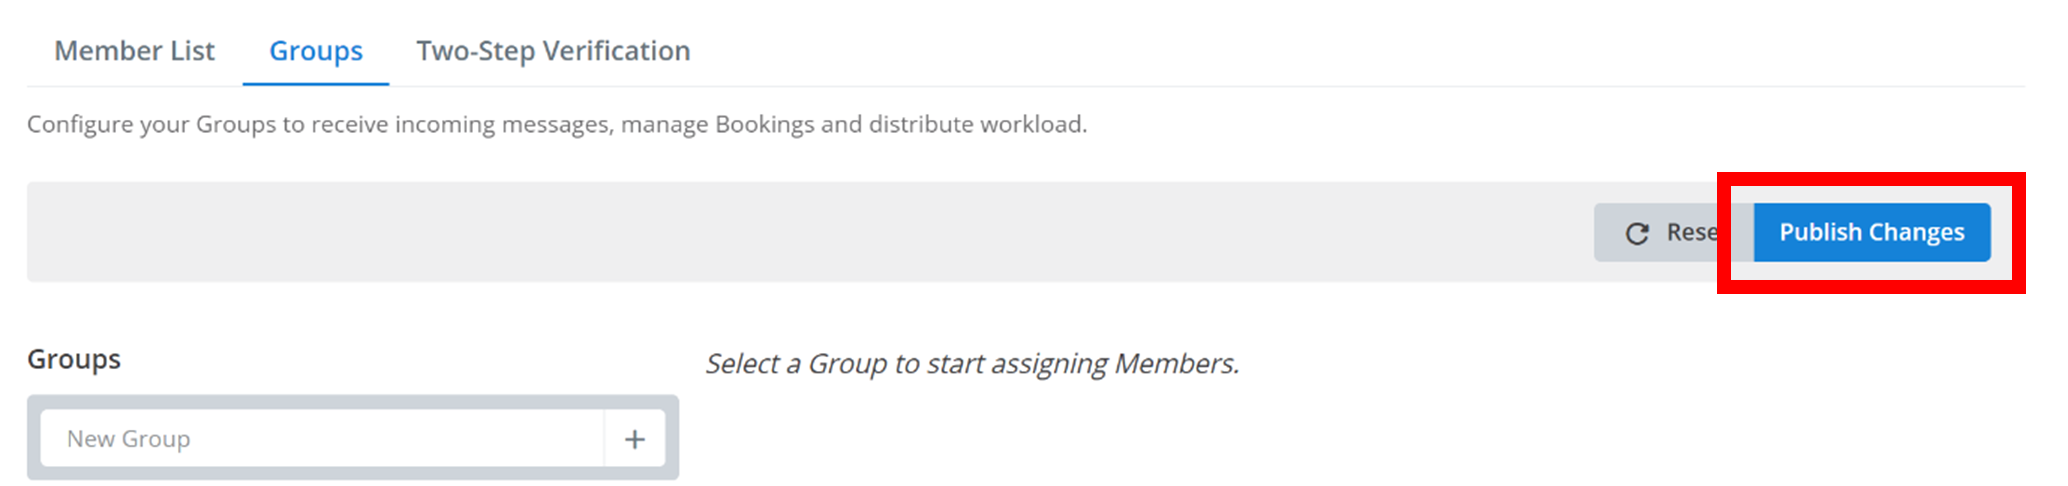 Member List Groups Two-Step Verification
Configure your Groups to receive incoming messages, manage Bookings and distribute workload.
Rese Publish Changes
Groups
Select a Group to start assigning Members.
New Group +